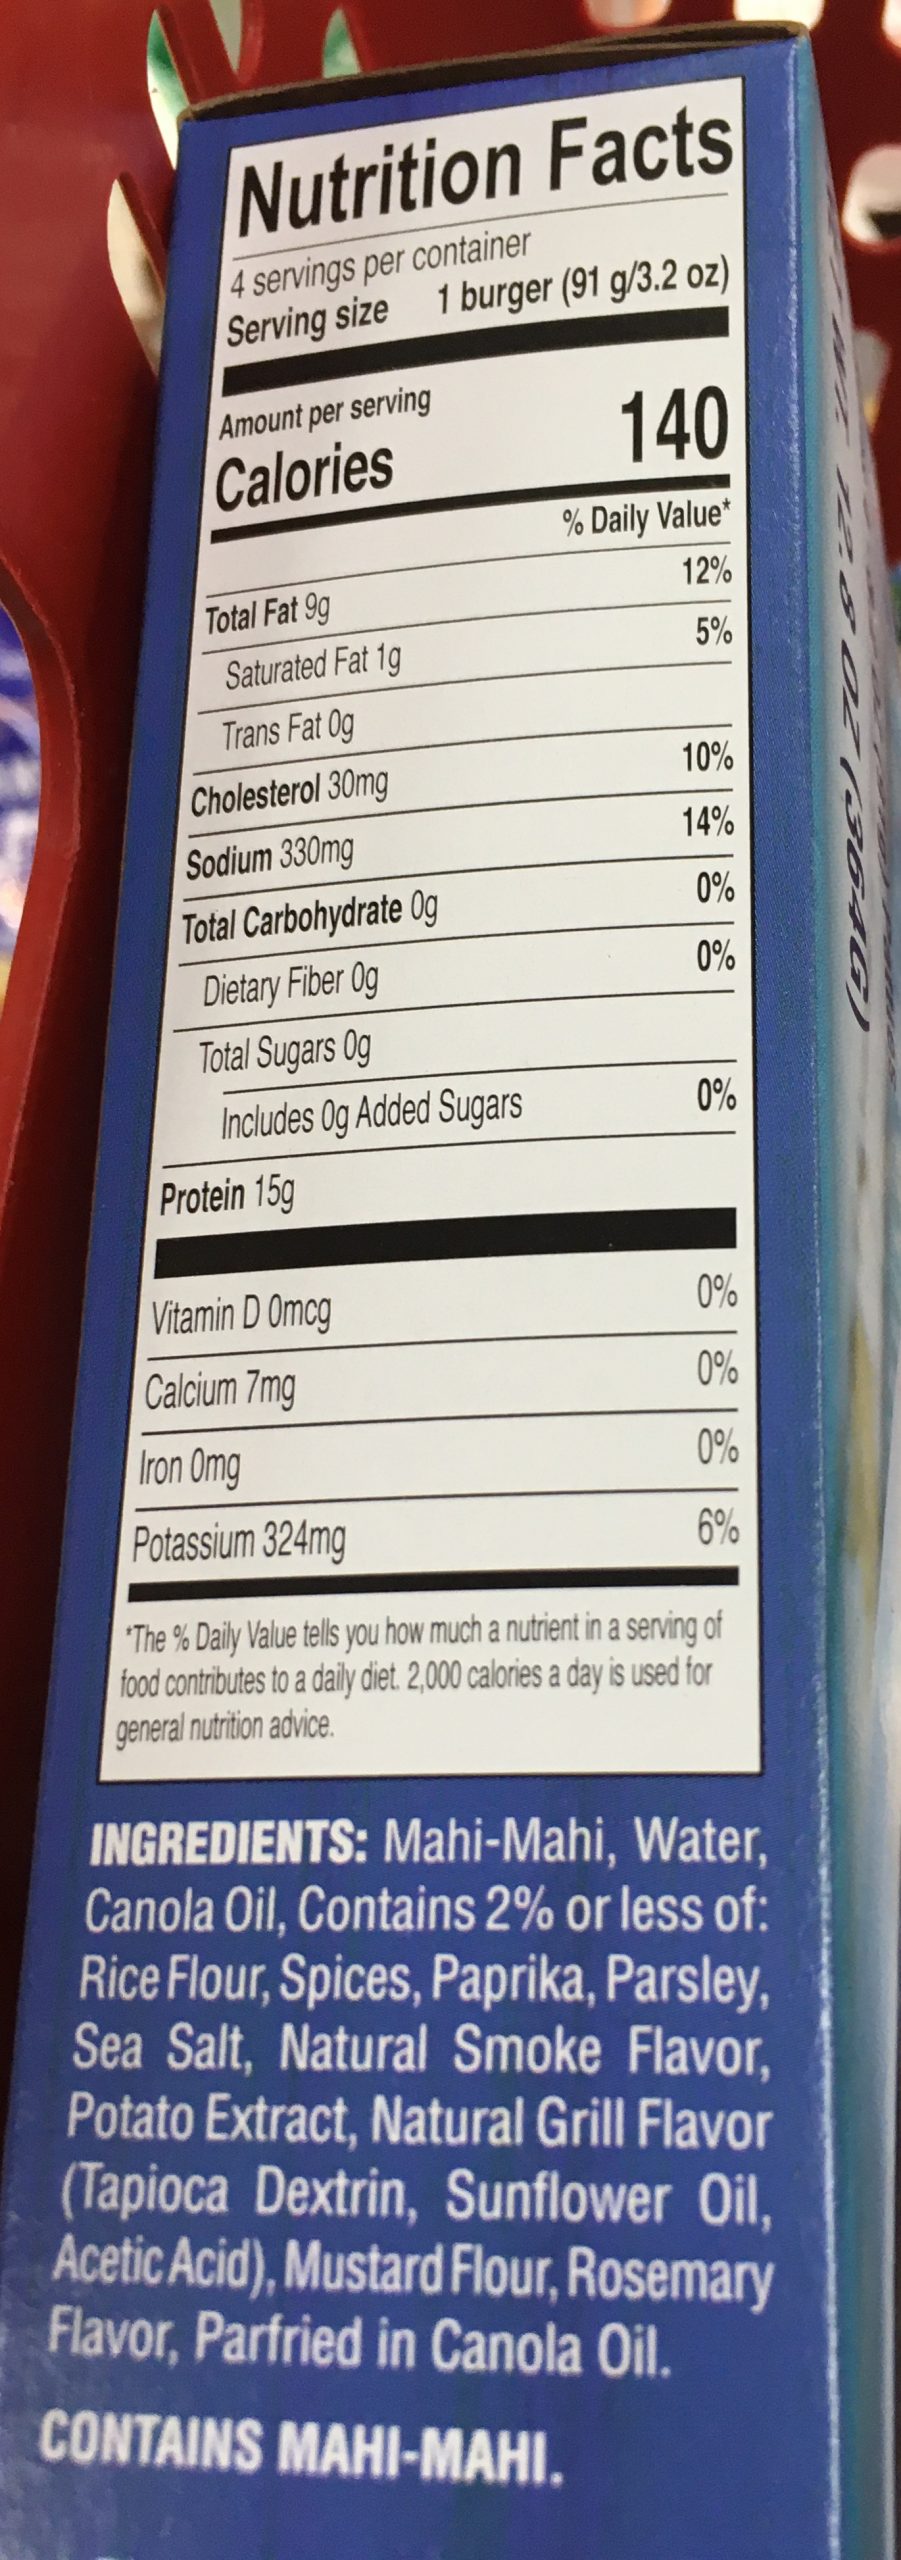 Nutrition Facts
4 servings per container
Serving size 1 burger (91 g/3.2 oz)
Amount per serving
Calories 140
% Daily Value*
Total Fat 9g 12%
Saturated Fat 1g 5%
Trans Fat 0g
Cholesterol 30mg 10%
Sodium 330mg 14%
Total Carbohydrate 0g 0%
Dietary Fiber 0g 0%
Total Sugars 0g
Includes 0g Added Sugars 0%
Protein 15g
Vitamin D 0mcg 0%
Calcium 7mg 0%
Iron 0mg 0%
Potassium 324mg 6%
*The % Daily Value tells you how much a nutrient in a serving of
food contributes to a daily diet. 2,000 calories a day is used for
general nutrition advice.
INGREDIENTS: Mahi-Mahi, Water,
Canola Oil, Contains 2% or less of:
Rice Flour, Spices, Paprika, Parsley,
Sea Salt, Natural Smoke Flavor,
Potato Extract, Natural Grill Flavor
(Tapioca Dextrin, Sunflower Oil,
Acetic Acid), Mustard Flour, Rosemary
Flavor, Parfried in Canola Oil.
CONTAINS MAHI-MAHI.
WT. 12.8 OZ (364G)